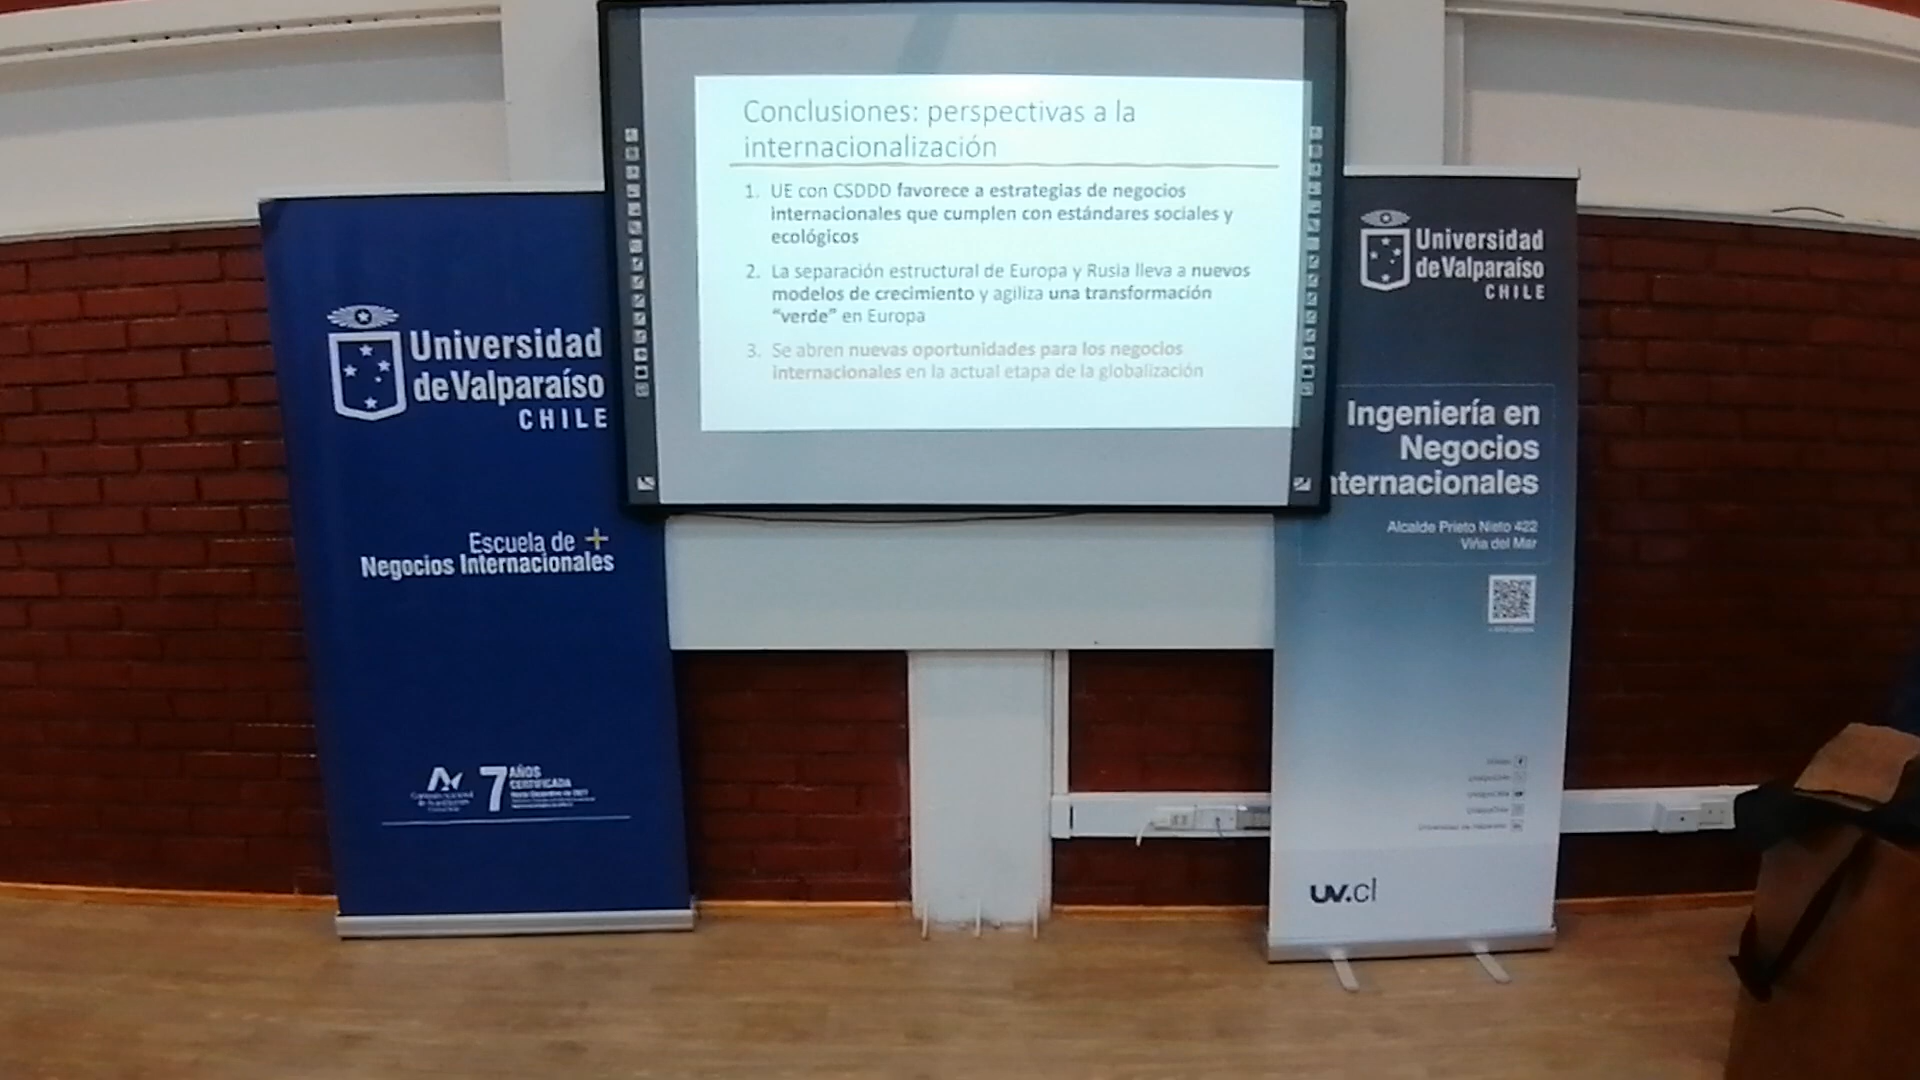 Conclusiones: perspectivas a la
internacionalización
1. UE con CSDDD favorece a estrategias de negocios
internacionales que cumplen con estándares sociales y
ecológicos
2. La separación estructural de Europa y Rusia lleva a nuevos
modelos de crecimiento y agiliza una transformación
“verde” en Europa
3. Se abren nuevas oportunidades para los negocios
internacionales en la actual etapa de la globalización
Universidad
de Valparaíso
CHILE
Escuela de +
Negocios Internacionales
7 AÑOS
CERTIFICADA
Universidad
de Valparaíso
CHILE
Ingeniería en
Negocios
nternacionales
Alcalde Prieto Nieto 422
Viña del Mar
uv.cl